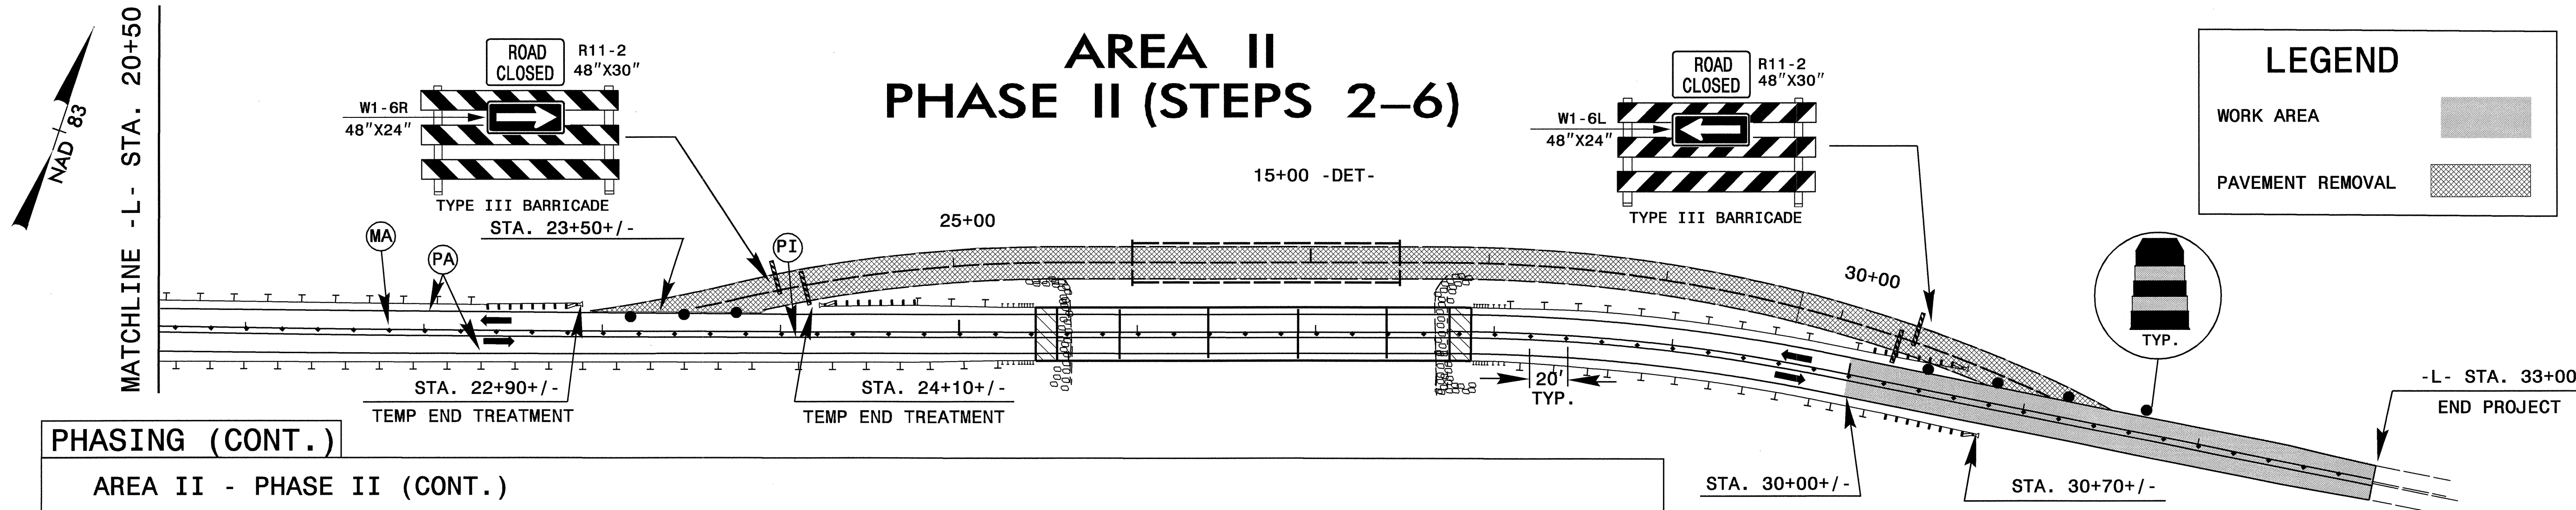 MATCHLINE -L- STA. 20+50
NAD 83
AREA II
PHASE II (STEPS 2–6)
ROAD
CLOSED
R11-2
48"X30"
W1-6R
48"X24"
TYPE III BARRICADE
STA. 23+50+/-
MA
PA
PI
25+00
15+00 -DET-
ROAD
CLOSED
R11-2
48"X30"
W1-6L
48"X24"
TYPE III BARRICADE
30+00
LEGEND
WORK AREA
PAVEMENT REMOVAL
TYP.
STA. 22+90+/-
TEMP END TREATMENT
STA. 24+10+/-
TEMP END TREATMENT
20'
TYP.
-L- STA. 33+00
END PROJECT
STA. 30+00+/-
STA. 30+70+/-
PHASING (CONT.)
AREA II - PHASE II (CONT.)